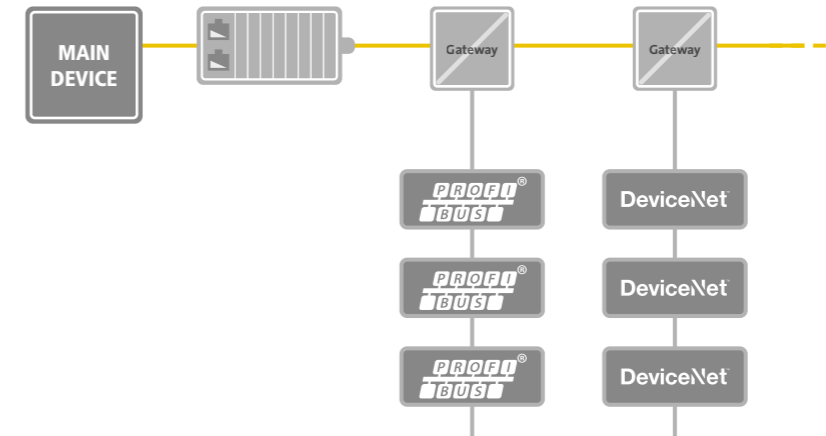 MAIN
DEVICE
Gateway
Gateway
PROFI®
BUS
DeviceNet
PROFI®
BUS
DeviceNet
PROFI®
BUS
DeviceNet